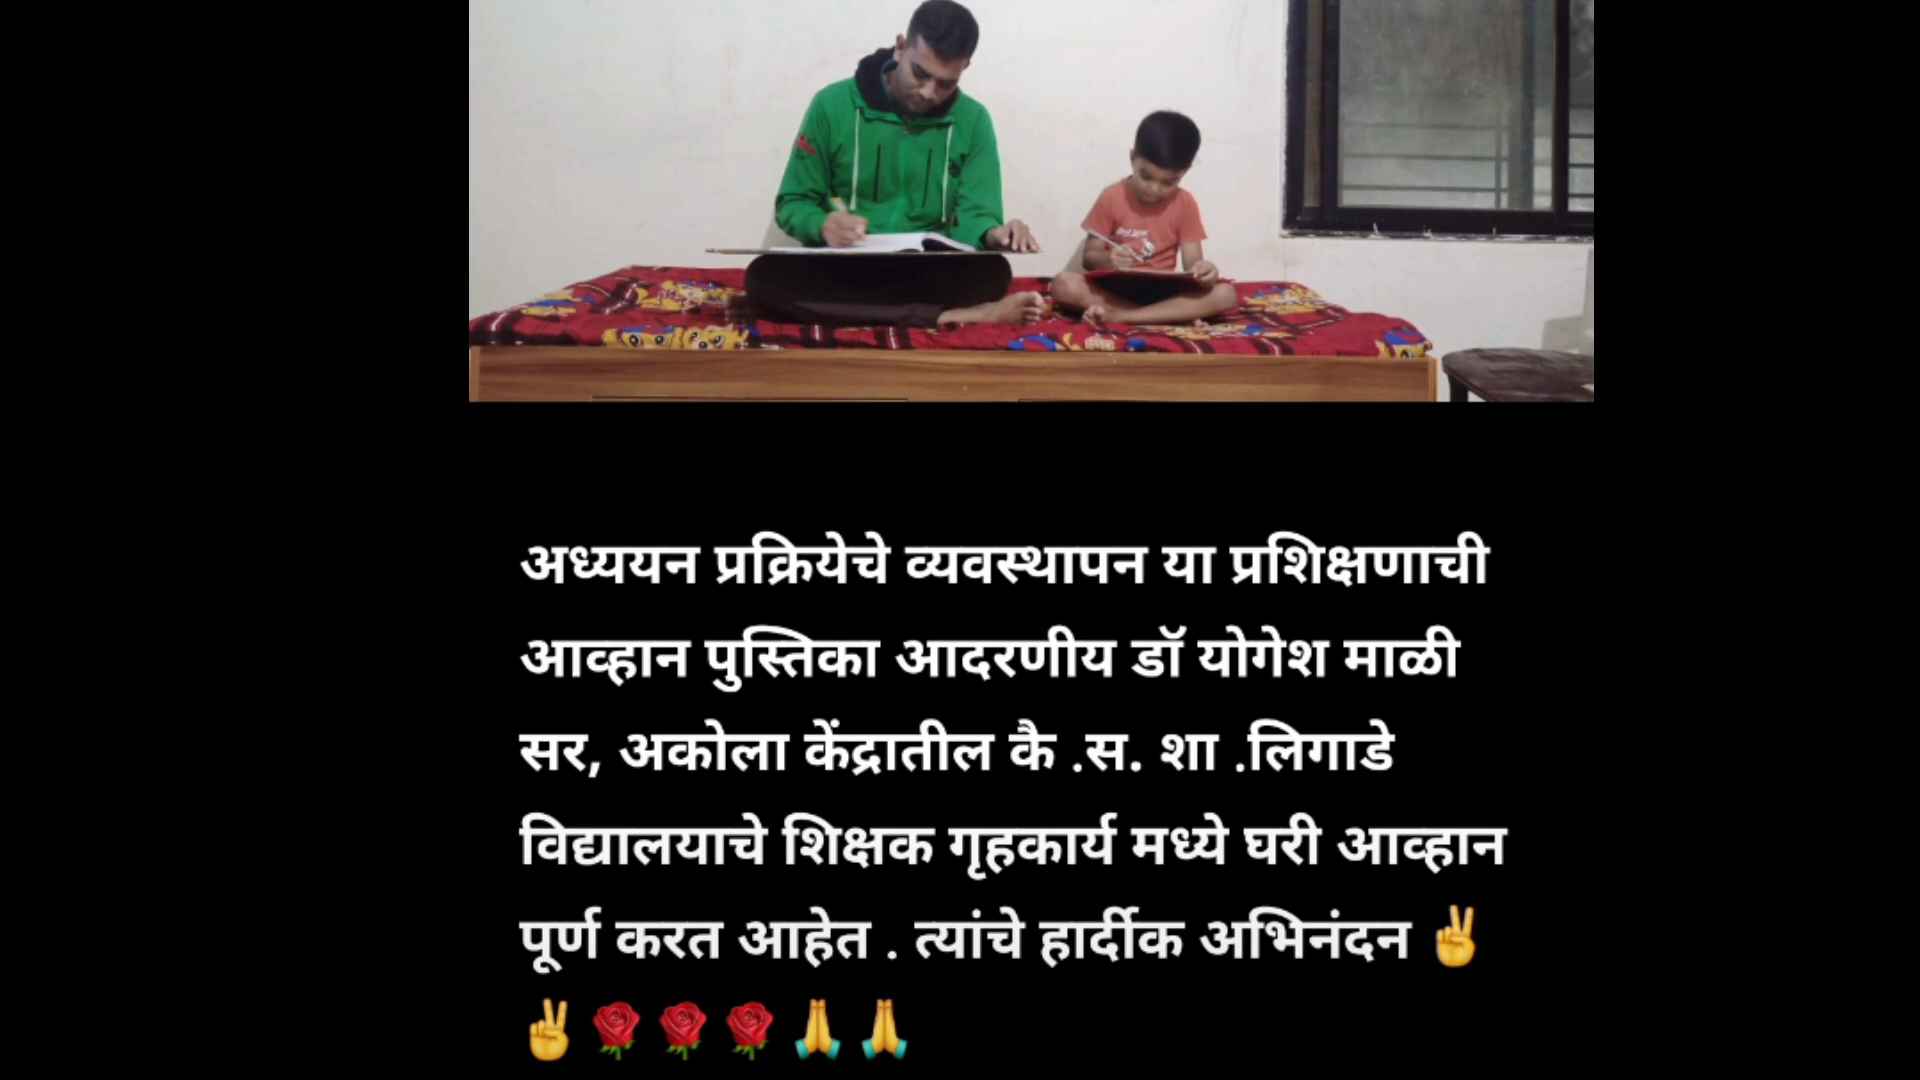 अध्ययन प्रक्रियेचे व्यवस्थापन या प्रशिक्षणाची
आव्हान पुस्तिका आदरणीय डॉ योगेश माळी
सर, अकोला केंद्रातील कै .स. शा .लिगाडे
विद्यालयाचे शिक्षक गृहकार्य मध्ये घरी आव्हान
पूर्ण करत आहेत . त्यांचे हार्दीक अभिनंदन ✌
✌🌹🌹🌹🙏🙏